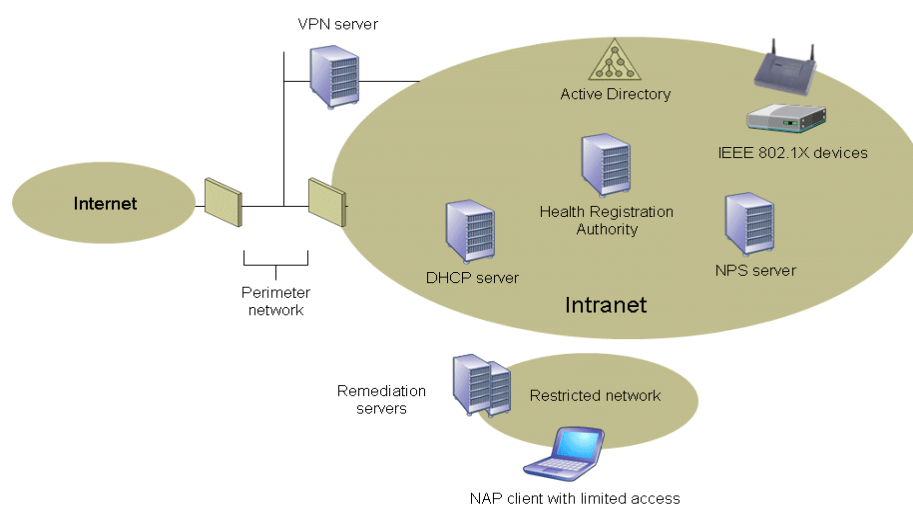 VPN server
Active Directory
IEEE 802.1X devices
Internet
Health Registration
Authority
DHCP server
NPS server
Perimeter
network
Intranet
Remediation
servers
Restricted network
NAP client with limited access